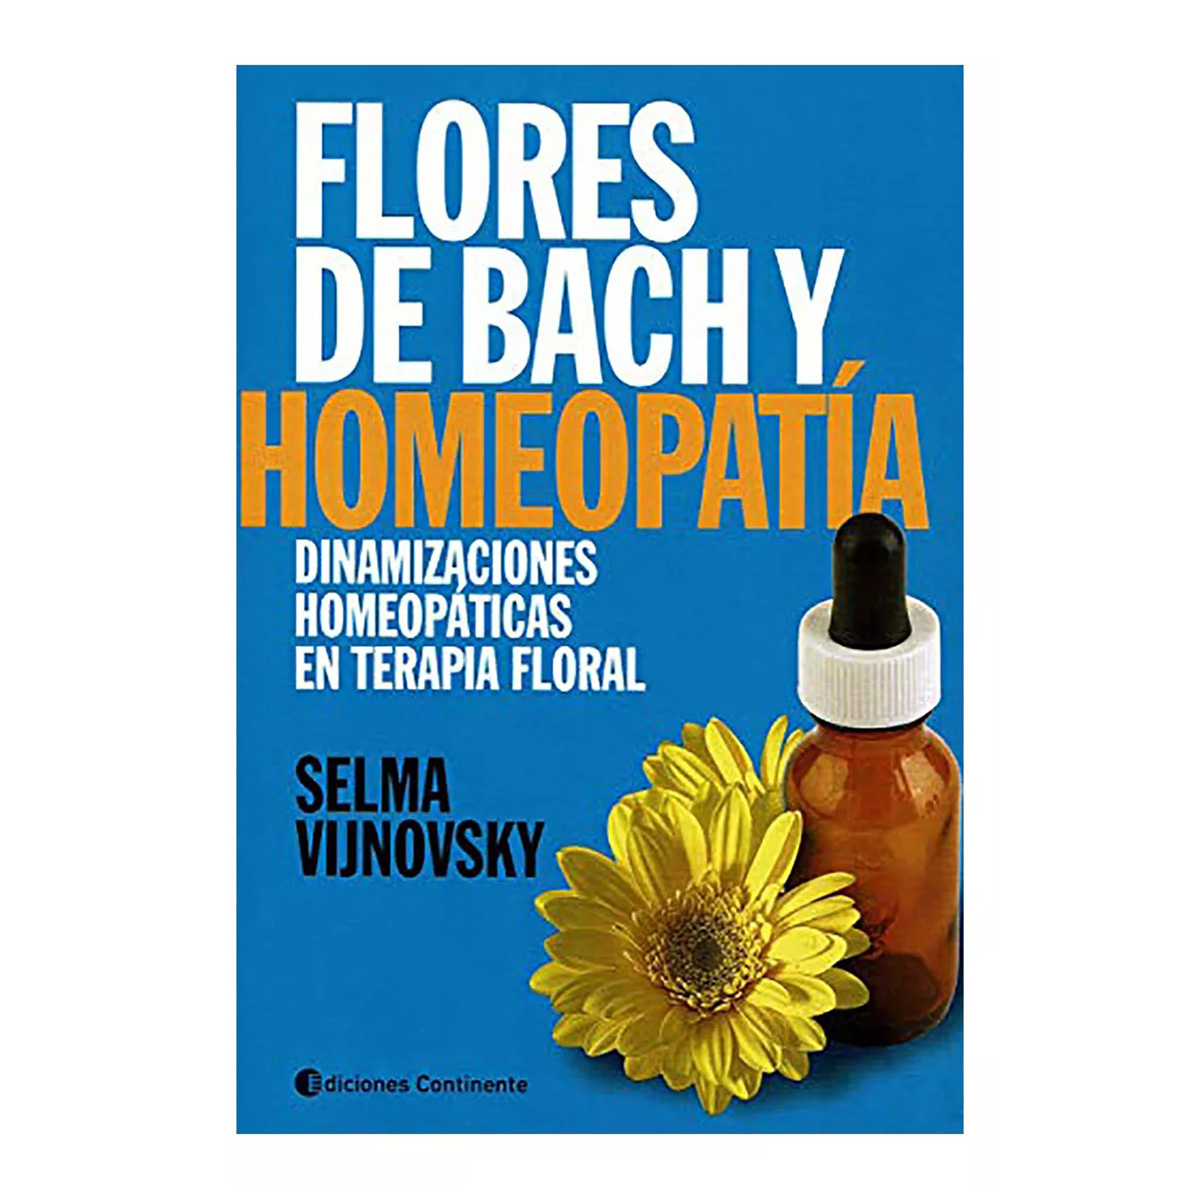 FLORES
DE BACH Y
HOMEOPATÍA
DINAMIZACIONES
HOMEOPÁTICAS
EN TERAPIA FLORAL
SELMA
VIJNOVSKY
Ediciones Continente